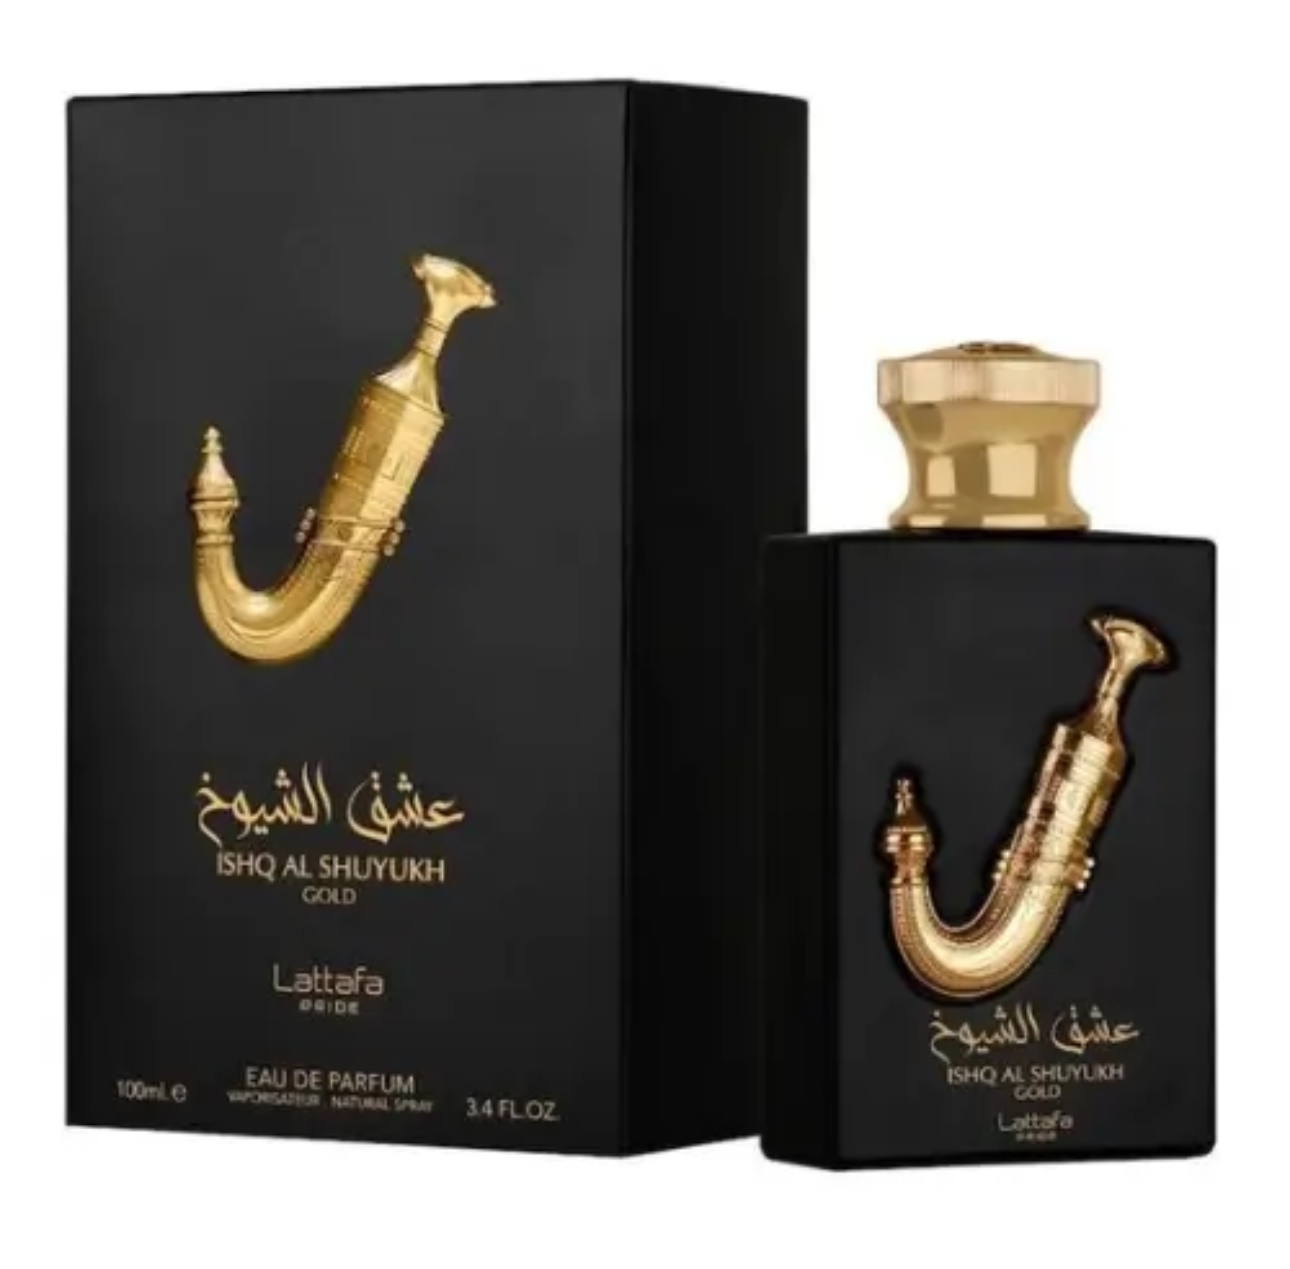 عشق الشيوخ
ISHQ AL SHUYUKH
GOLD
Lattafa
PRIDE
100ml. e
EAU DE PARFUM
VAPORISATEUR . NATURAL SPRAY
3.4 FL.OZ.
عشق الشيوخ
ISHQ AL SHUYUKH
GOLD
Lattafa
PRIDE